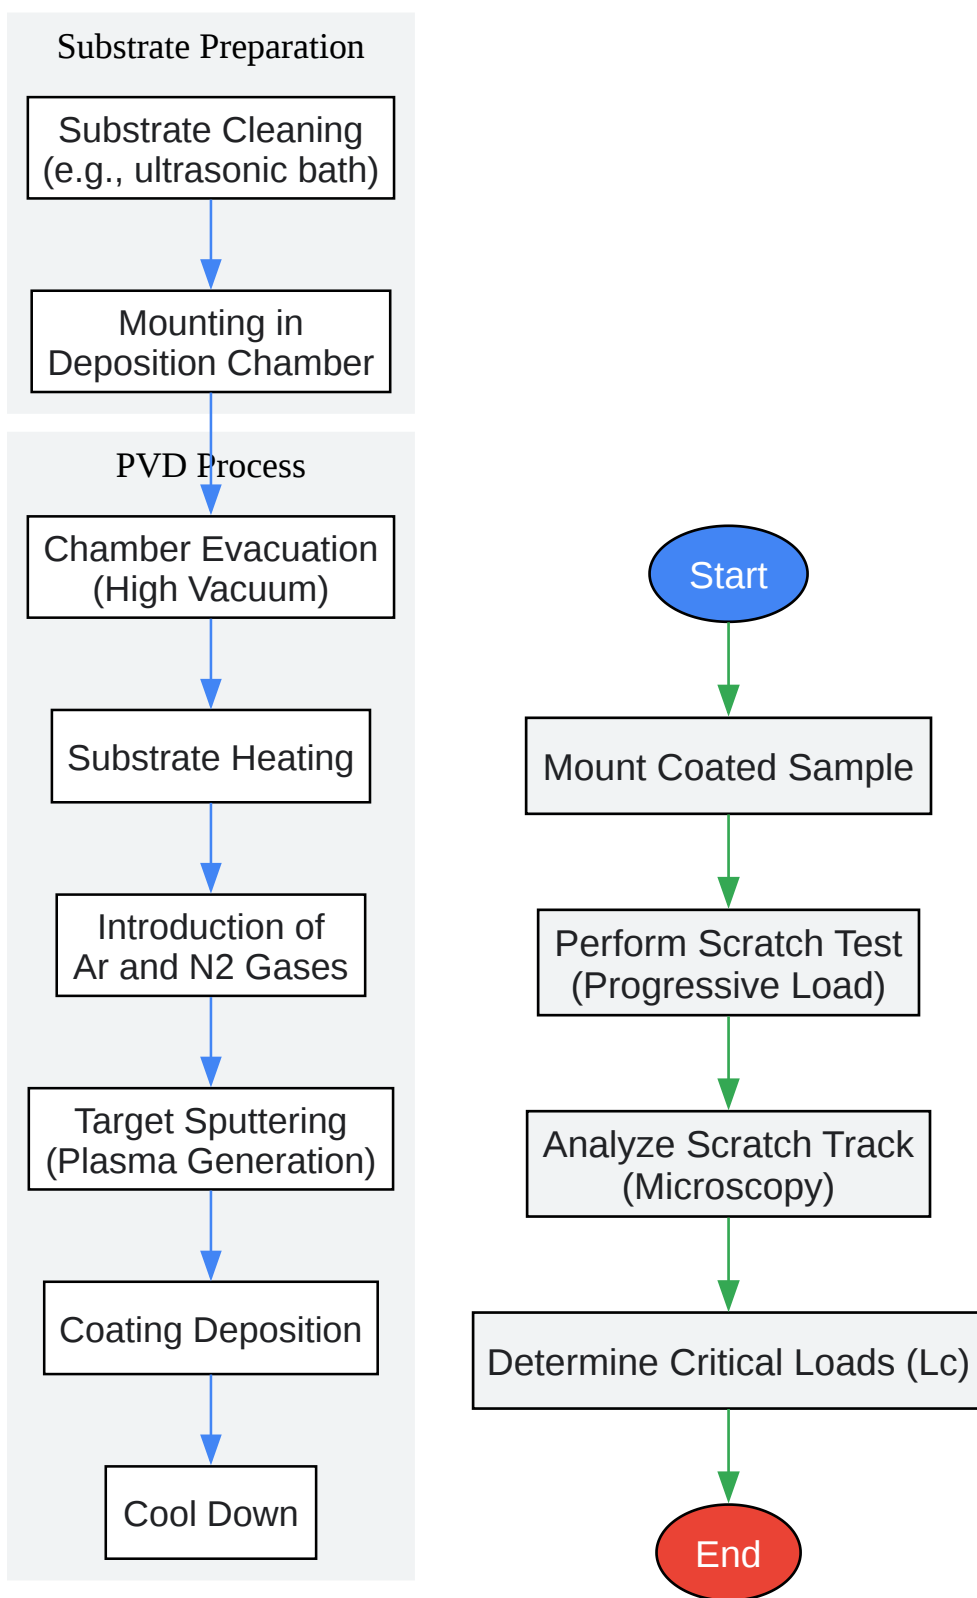 Substrate Preparation
Substrate Cleaning
(e.g., ultrasonic bath)
Mounting in
Deposition Chamber
PVD Process
Chamber Evacuation
(High Vacuum)
Substrate Heating
Introduction of
Ar and N2 Gases
Target Sputtering
(Plasma Generation)
Coating Deposition
Cool Down
Start
Mount Coated Sample
Perform Scratch Test
(Progressive Load)
Analyze Scratch Track
(Microscopy)
Determine Critical Loads (Lc)
End